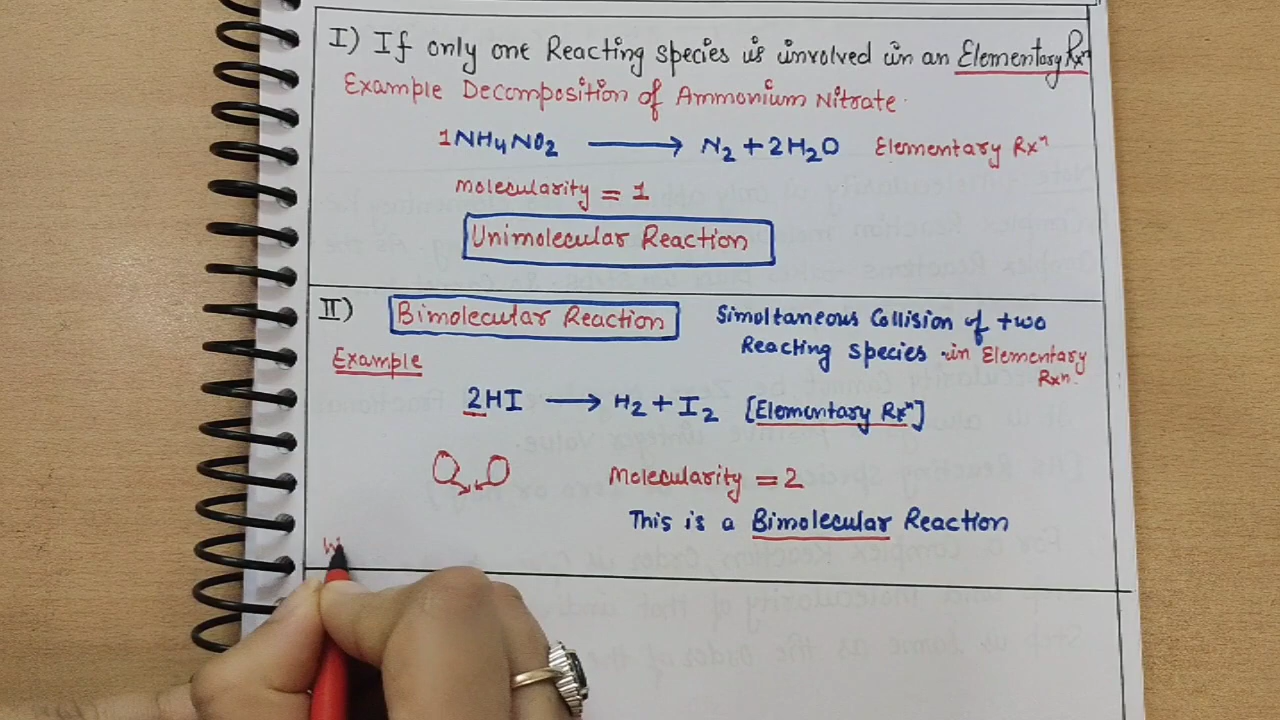 I) If only one Reacting species is involved in an Elementary Rxⁿ
Example Decomposition of Ammonium Nitrate.
1NH₄NO₂ ⟶ N₂ + 2H₂O Elementary Rxⁿ
Molecularity = 1
Unimolecular Reaction
II) Bimolecular Reaction Simultaneous Collision of two
Reacting species in Elementary
Rxn.
Example
2HI ⟶ H₂ + I₂ [Elementary Rxⁿ]
Molecularity = 2
This is a Bimolecular Reaction